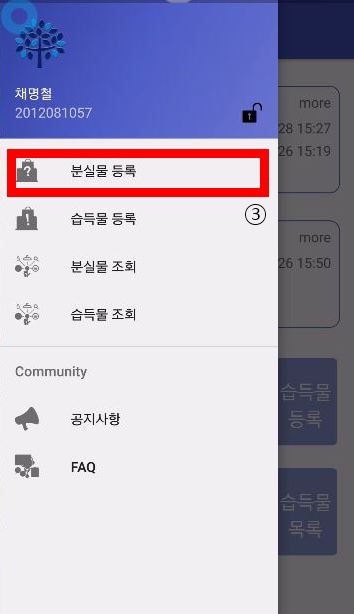 채명철
2012081057
more
28 15:27
26 15:19
분실물 등록
습득물 등록
③
분실물 조회
more
26 15:50
습득물 조회
Community
습득물
등록
공지사항
FAQ
습득물
목록